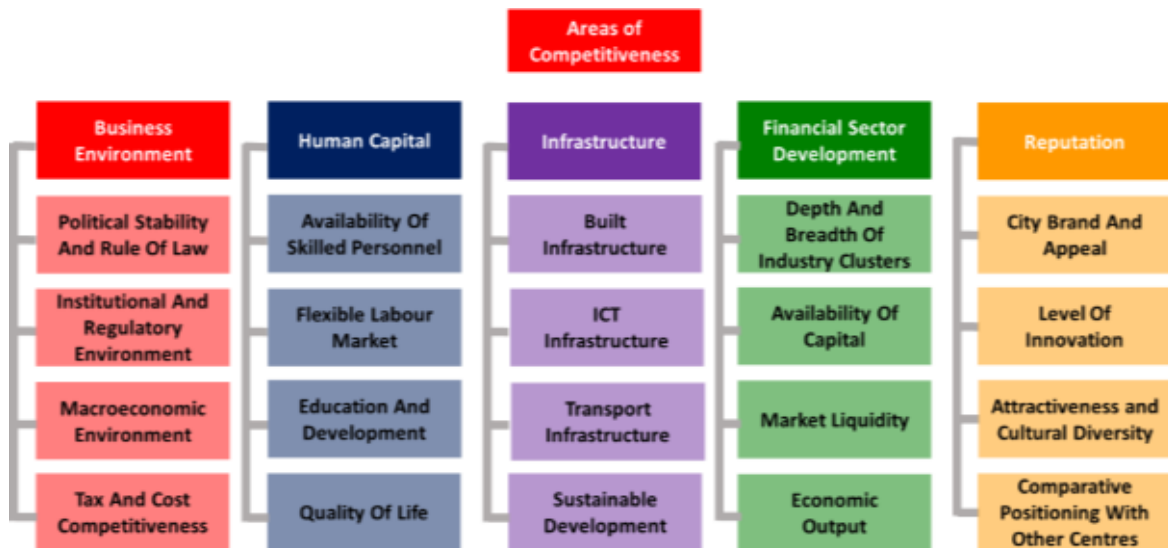 Areas of
Competitiveness
Business
Environment
Human Capital
Infrastructure
Financial Sector
Development
Reputation
Political Stability
And Rule Of Law
Availability Of
Skilled Personnel
Built
Infrastructure
Depth And
Breadth Of
Industry Clusters
City Brand And
Appeal
Institutional And
Regulatory
Environment
Flexible Labour
Market
ICT
Infrastructure
Availability Of
Capital
Level Of
Innovation
Macroeconomic
Environment
Education And
Development
Transport
Infrastructure
Market Liquidity
Attractiveness and
Cultural Diversity
Tax And Cost
Competitiveness
Quality Of Life
Sustainable
Development
Economic
Output
Comparative
Positioning With
Other Centres